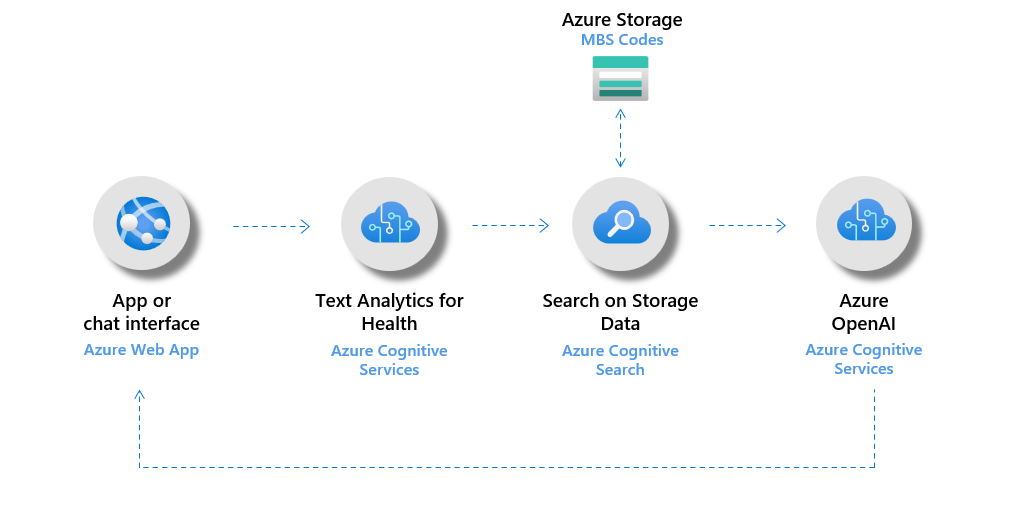 Azure Storage
MBS Codes
App or
chat interface
Azure Web App
Text Analytics for
Health
Azure Cognitive
Services
Search on Storage
Data
Azure Cognitive
Search
Azure
OpenAI
Azure Cognitive
Services